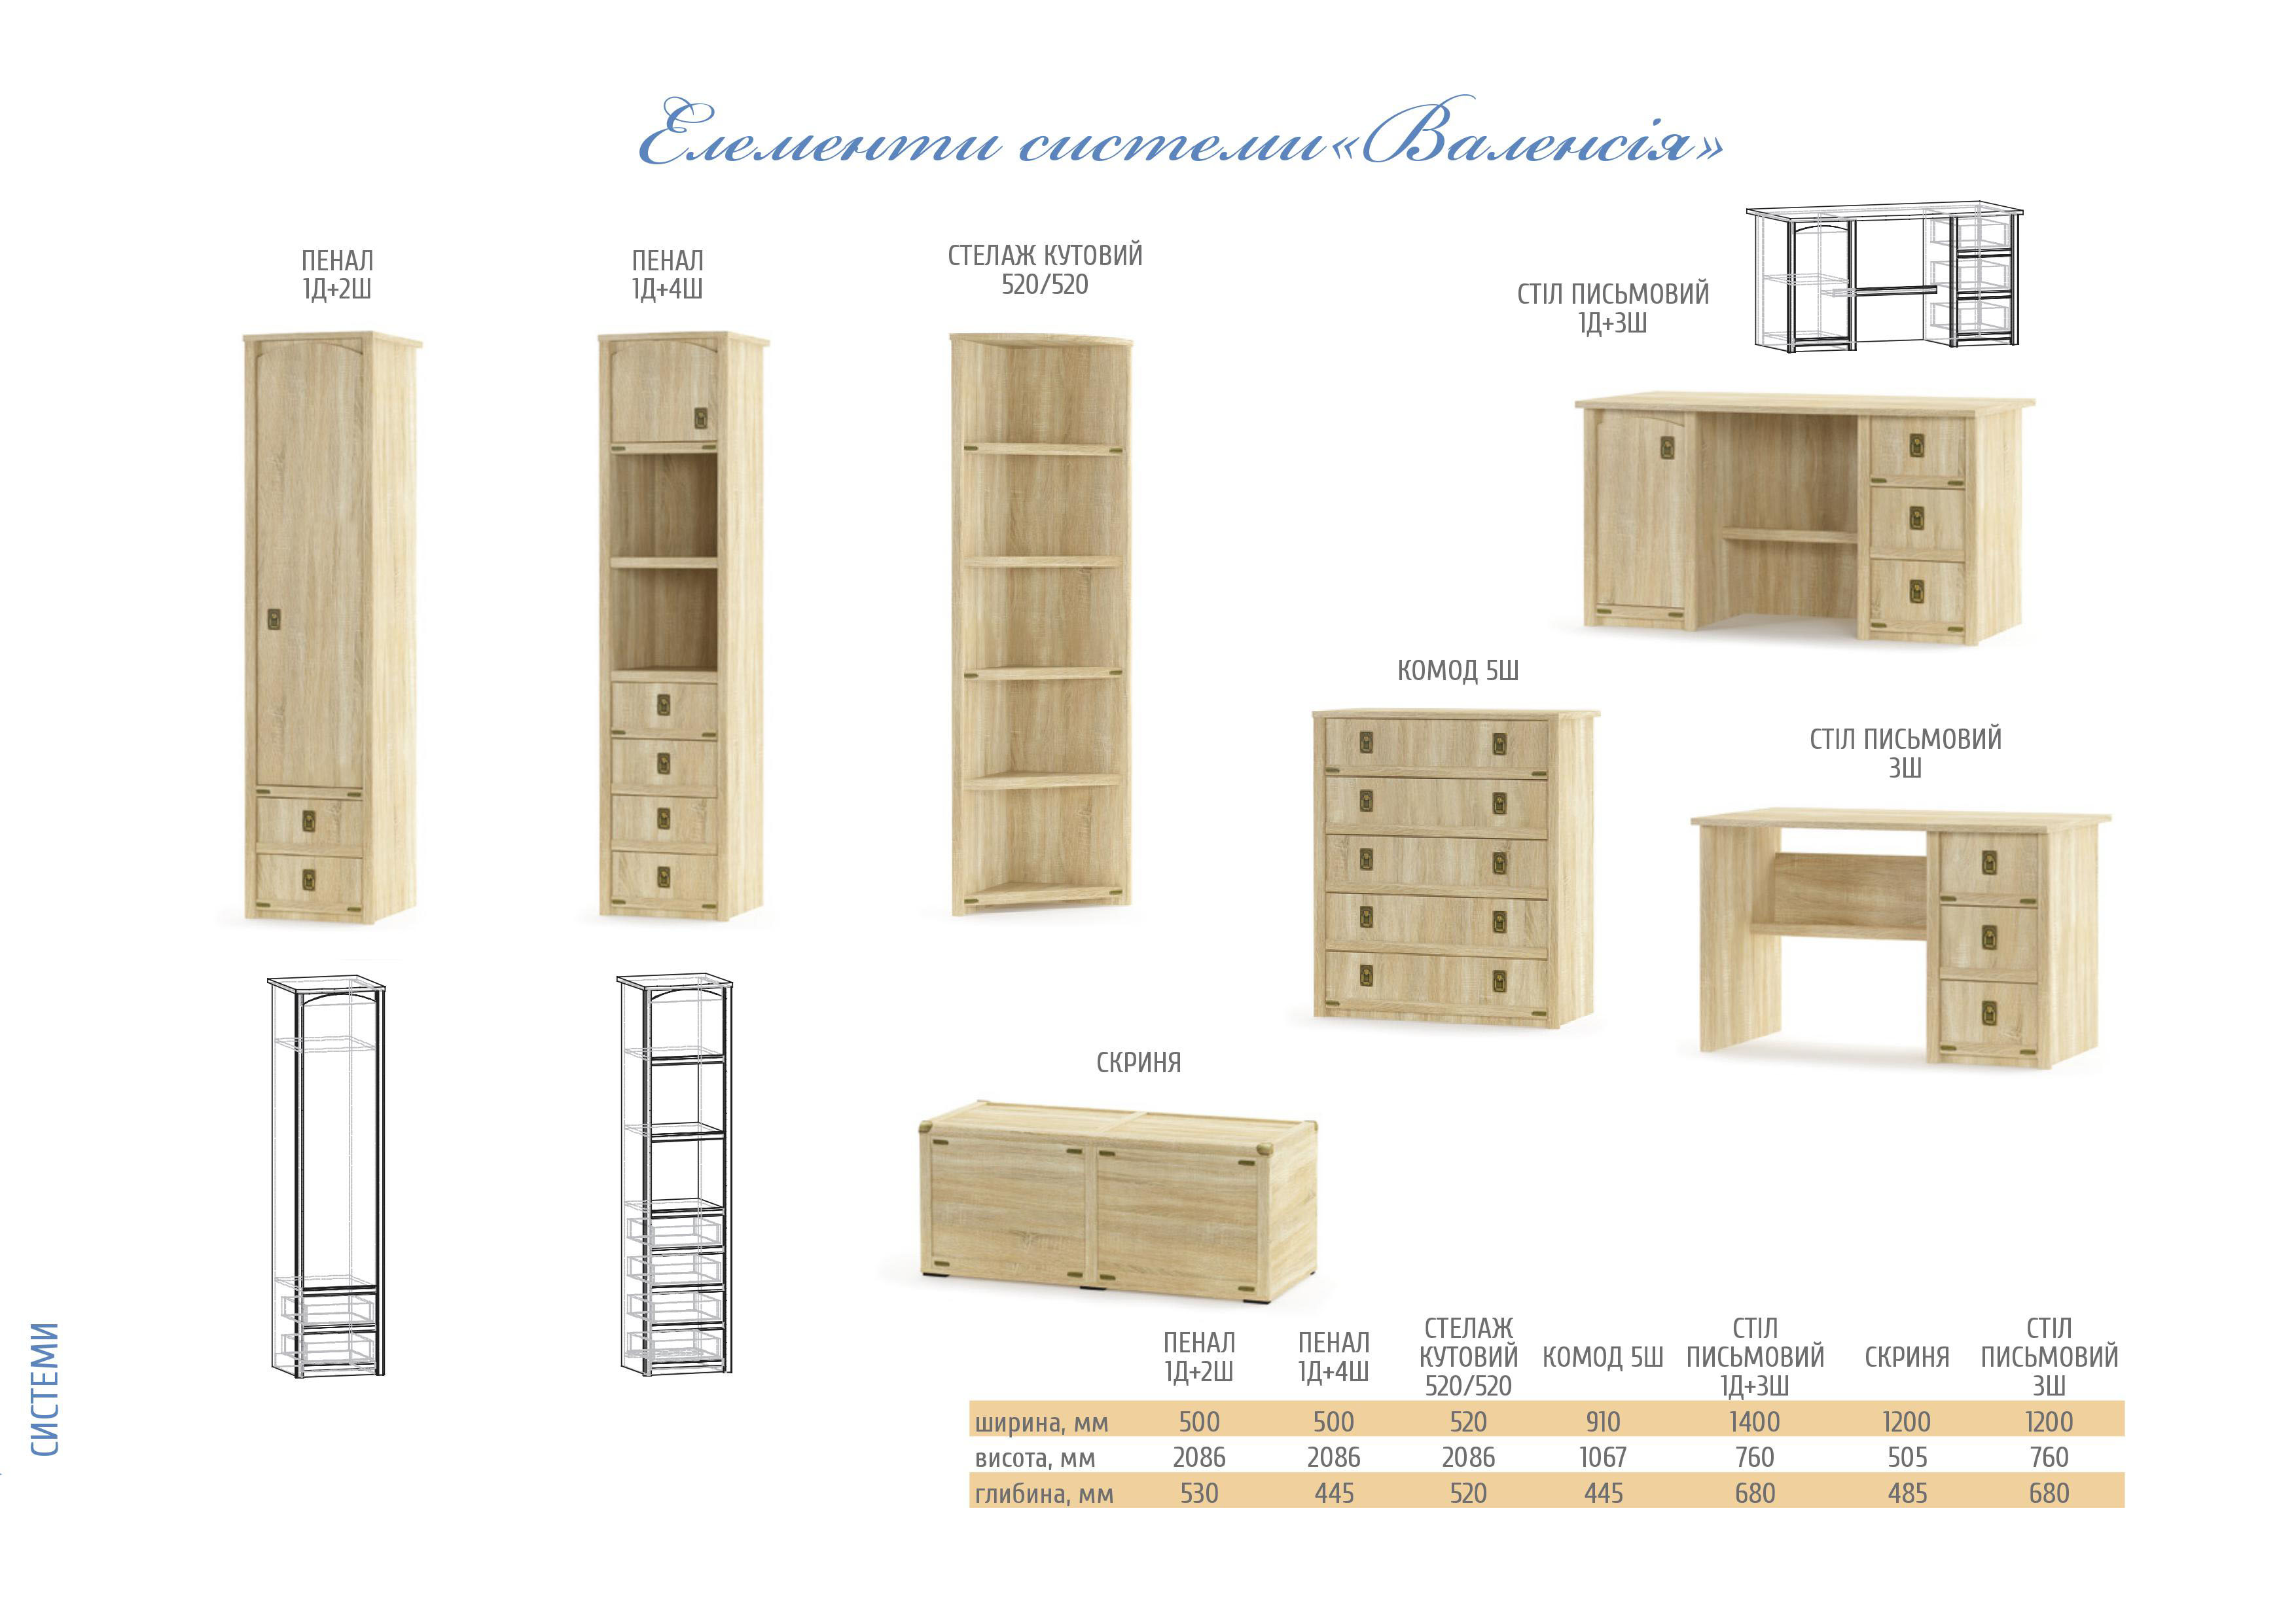 Елементи системи «Валенсія»
ПЕНАЛ
1Д+2Ш
ПЕНАЛ
1Д+4Ш
СТЕЛАЖ КУТОВИЙ
520/520
СТІЛ ПИСЬМОВИЙ
1Д+3Ш
КОМОД 5Ш
СТІЛ ПИСЬМОВИЙ
3Ш
СКРИНЯ
СИСТЕМИ
ПЕНАЛ 1Д+2Ш ПЕНАЛ 1Д+4Ш СТЕЛАЖ КУТОВИЙ 520/520 КОМОД 5Ш СТІЛ ПИСЬМОВИЙ 1Д+3Ш СКРИНЯ СТІЛ ПИСЬМОВИЙ 3Ш
ширина, мм 500 500 520 910 1400 1200 1200
висота, мм 2086 2086 2086 1067 760 505 760
глибина, мм 530 445 520 445 680 485 680